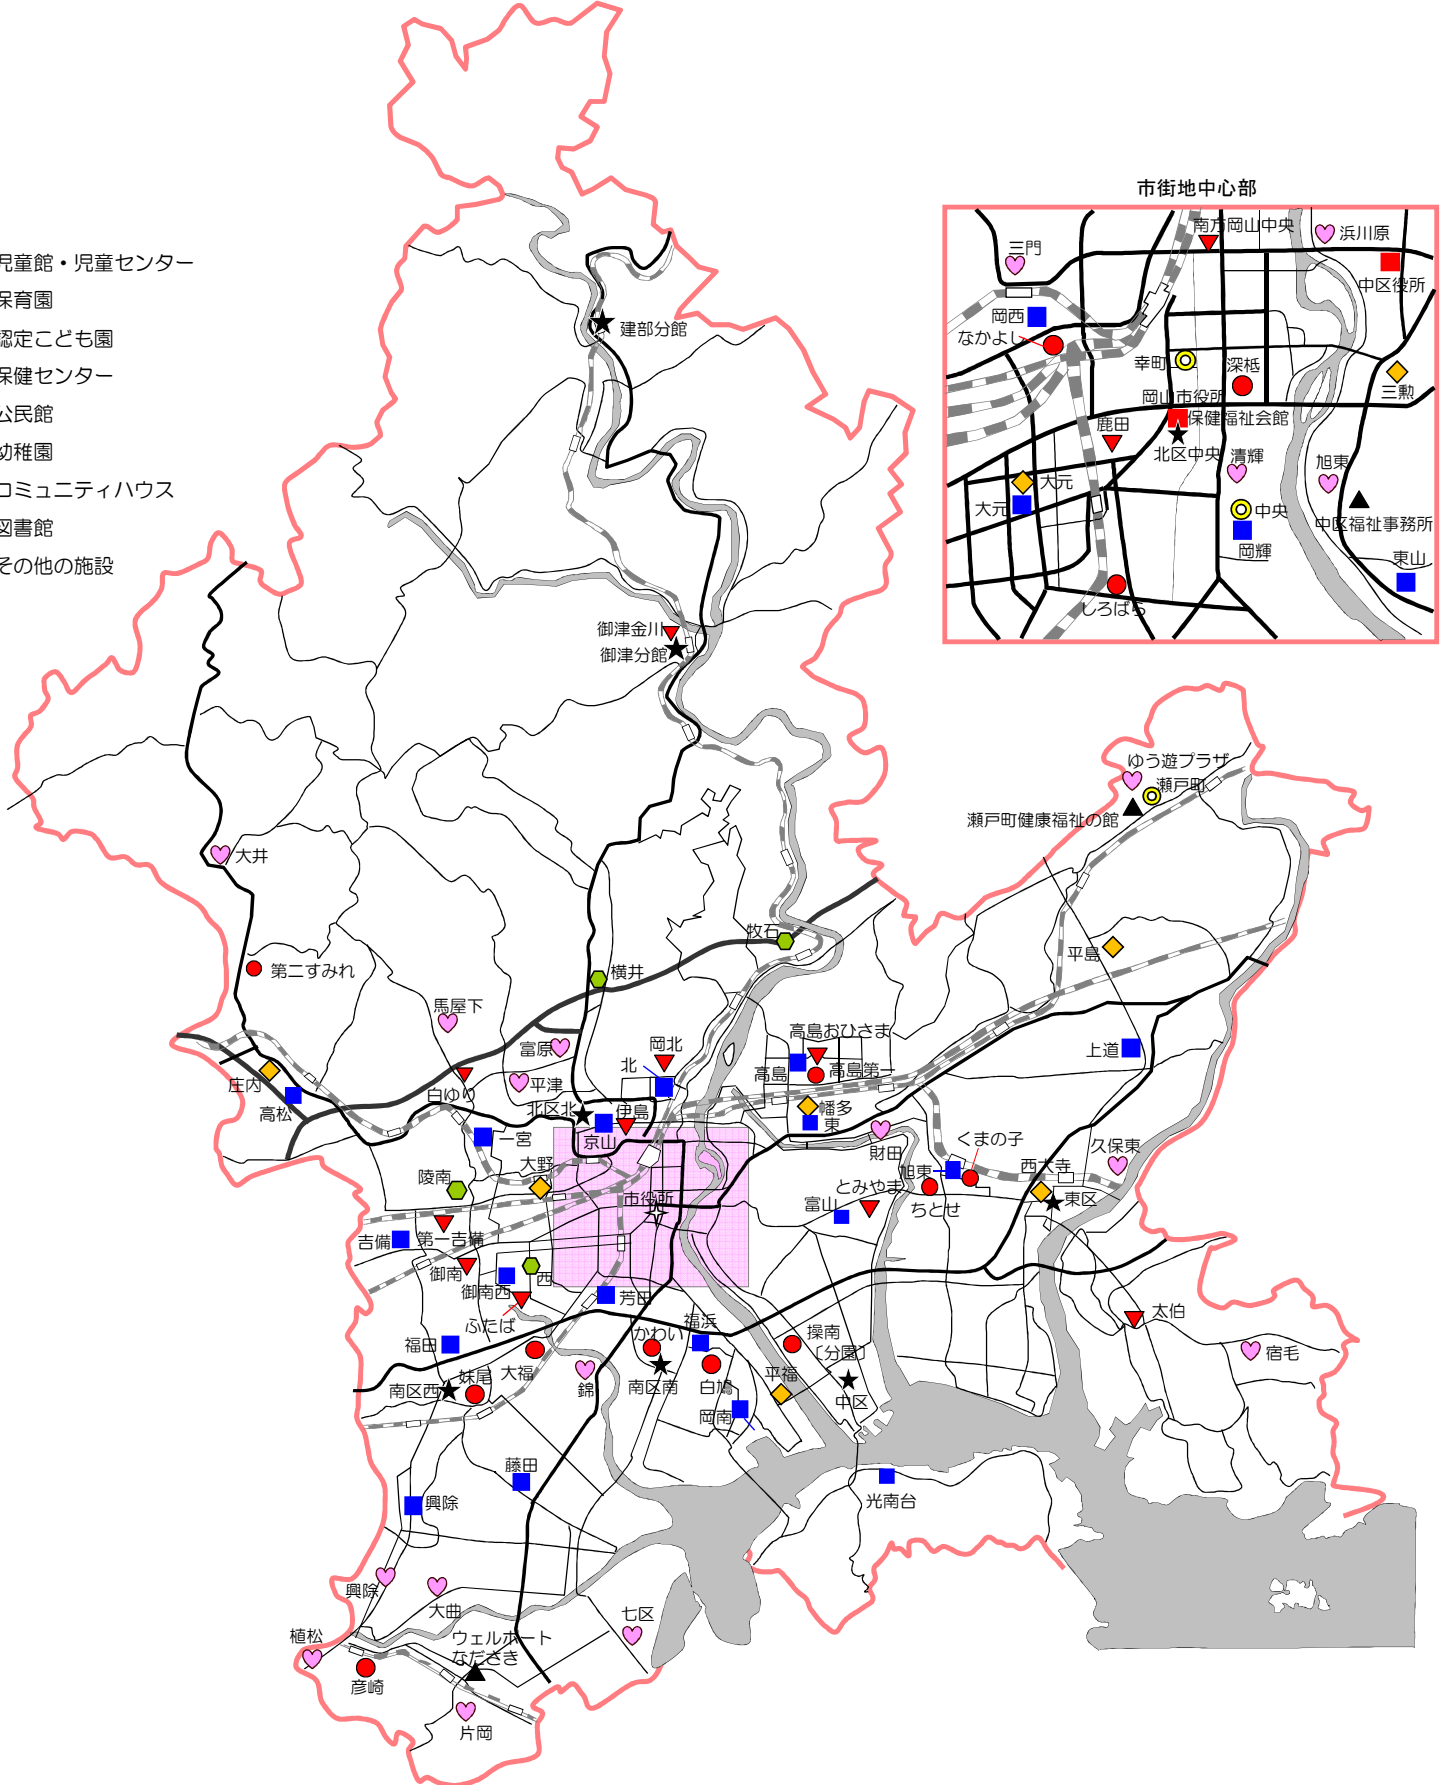 市街地中心部
児童館・児童センター
保育園
認定こども園
保健センター
公民館
幼稚園
コミュニティハウス
図書館
その他の施設
南方岡山中央
浜川原
三門
中区役所
岡西
なかよし
幸町
深柢
三勲
岡山市役所
保健福祉会館
鹿田
北区中央
清輝
旭東
大元
大元
中央
中区福祉事務所
岡輝
東山
しろばら
建部分館
御津金川
御津分館
ゆう遊プラザ
瀬戸町
瀬戸町健康福祉の館
大井
牧石
平島
第二すみれ
横井
馬屋下
高島おひさま
富原
岡北
上道
北
高島
高島第一
庄内
白ゆり
平津
高松
北区北
伊島
幡多
東
一宮
京山
くまの子
久保東
財田
大野
旭東
西大寺
陵南
とみやま
市役所
ちとせ
東区
富山
吉備
第一吉備
御南
西
御南西
芳田
ふたば
福浜
太伯
かわい
操南
〔分園〕
福田
宿毛
大福
妹尾
平福
南区西
錦
南区南
白鳩
中区
岡南
藤田
光南台
興除
興除
大曲
七区
植松
ウェルポート
なださき
彦崎
片岡